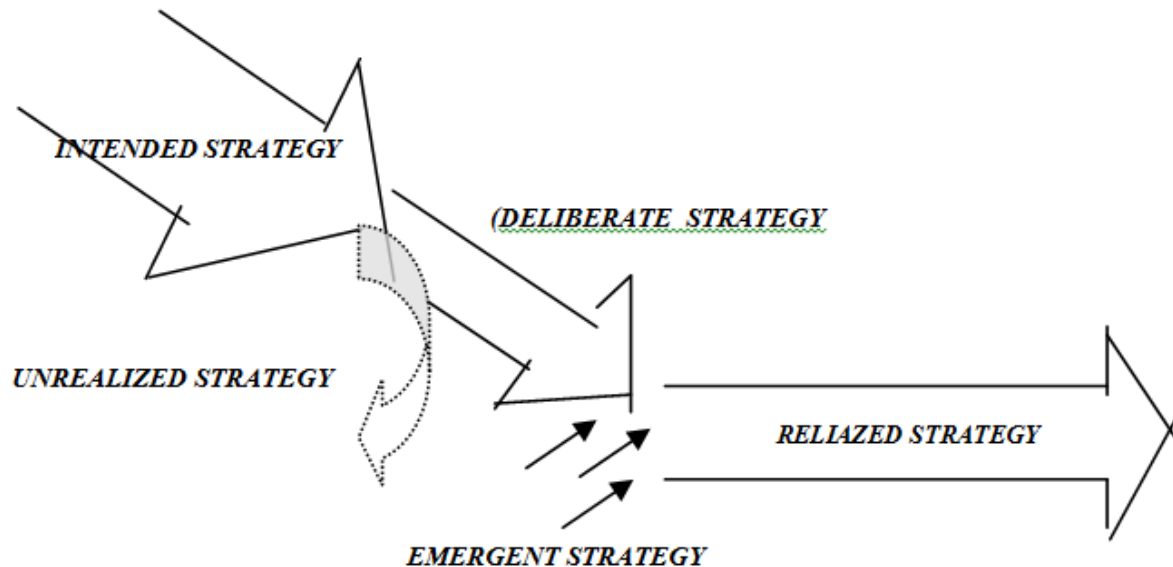 INTENDED STRATEGY
(DELIBERATE STRATEGY
UNREALIZED STRATEGY
RELIAZED STRATEGY
EMERGENT STRATEGY